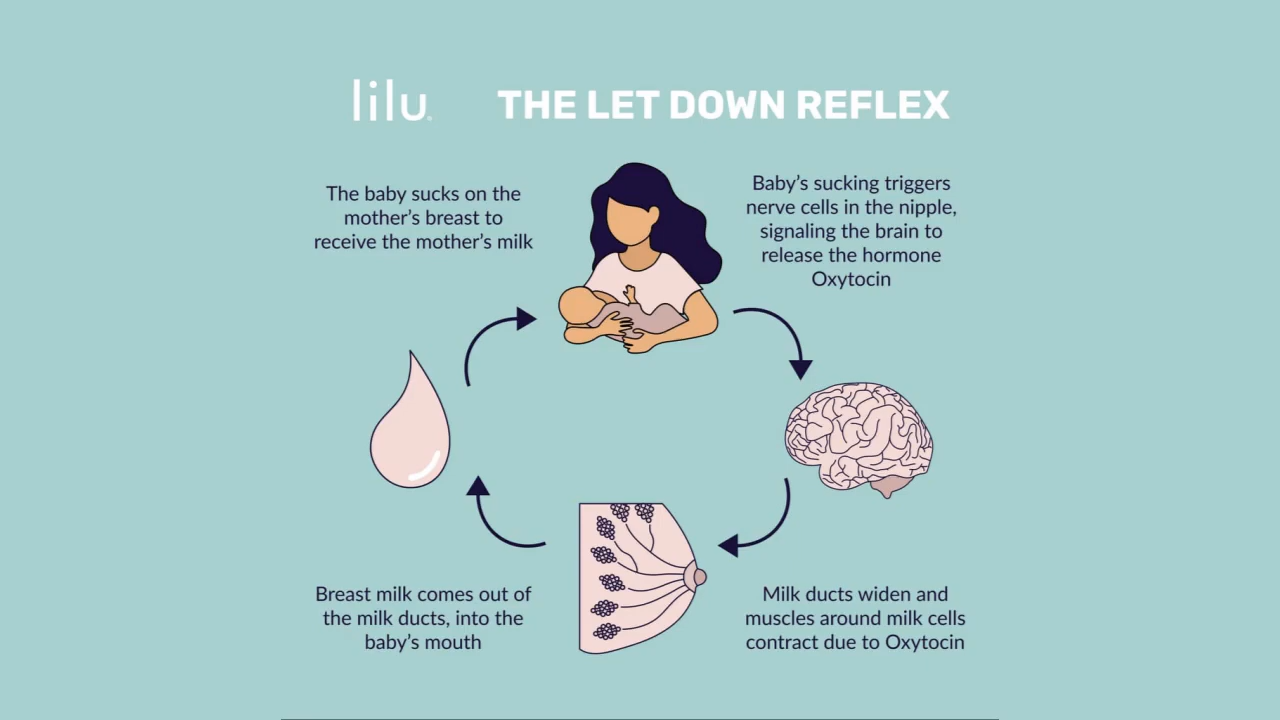 lilu.
THE LET DOWN REFLEX
The baby sucks on the
mother's breast to
receive the mother's milk
Baby's sucking triggers
nerve cells in the nipple,
signaling the brain to
release the hormone
Oxytocin
Breast milk comes out of
the milk ducts, into the
baby's mouth
Milk ducts widen and
muscles around milk cells
contract due to Oxytocin